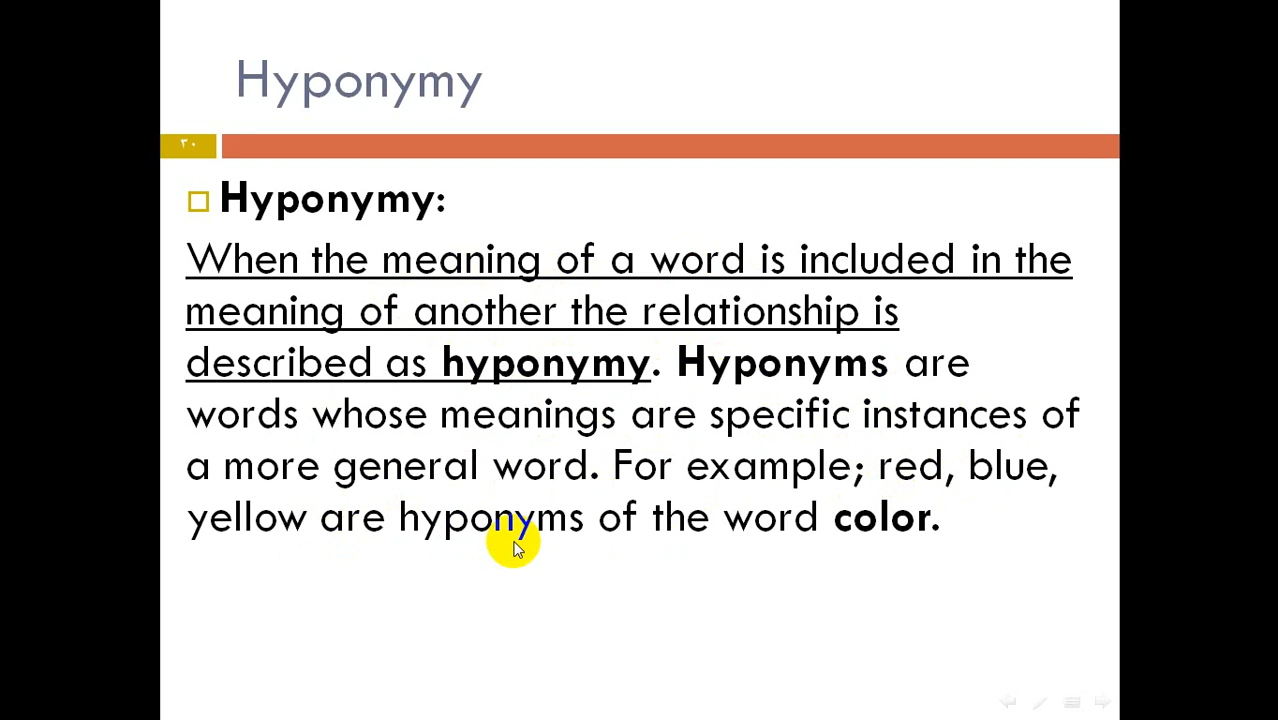 Hyponymy
٣٠
Hyponymy:
When the meaning of a word is included in the
meaning of another the relationship is
described as hyponymy. Hyponyms are
words whose meanings are specific instances of
a more general word. For example; red, blue,
yellow are hyponyms of the word color.